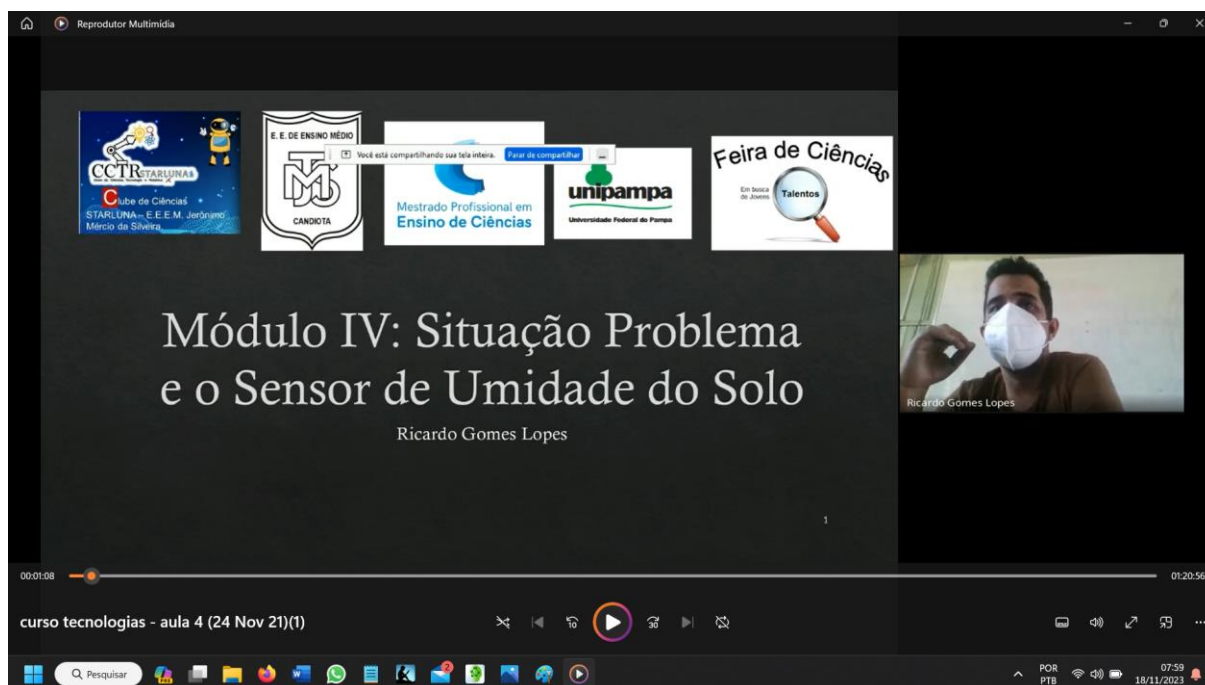 Reprodutor Multimídia
CCTR STARLUNA
Clube de Ciências
STARLUNA - E.E.E.M. Jerônimo
Mércio da Silveira
E. E. DE ENSINO MÉDIO
CANDIOTA
Você está compartilhando sua tela inteira.
Parar de compartilhar
Mestrado Profissional em
Ensino de Ciências
unipampa
Universidade Federal do Pampa
Feira de Ciências
Em busca
de Jovens
Talentos
Módulo IV: Situação Problema
e o Sensor de Umidade do Solo
Ricardo Gomes Lopes
1
Ricardo Gomes Lopes
00:01:08
01:20:56
curso tecnologias - aula 4 (24 Nov 21)(1)
10
30
Pesquisar
2
POR
PTB
07:59
18/11/2023